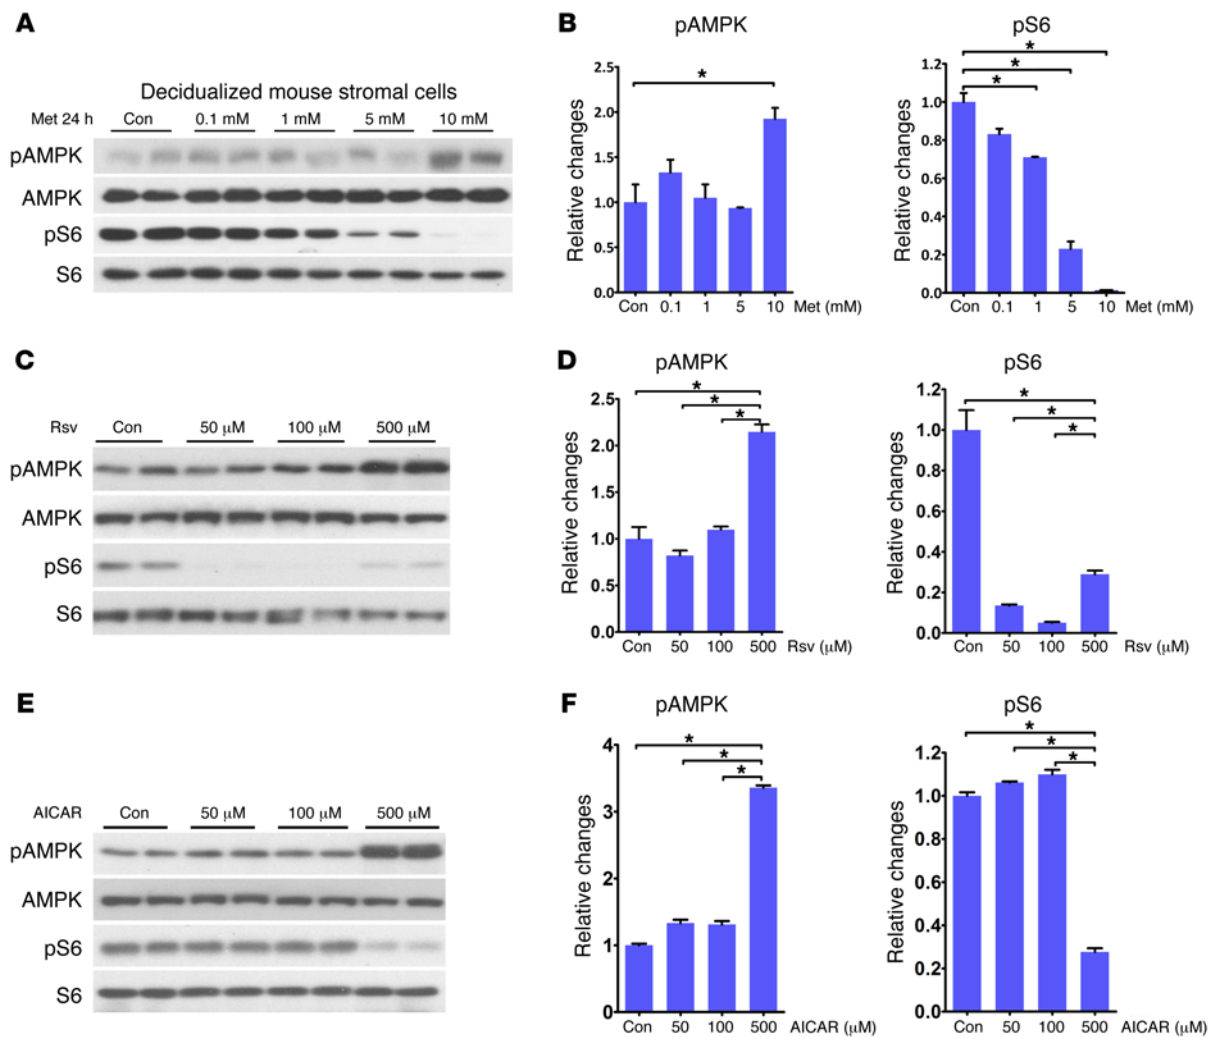 A
Decidualized mouse stromal cells
Met 24 h Con 0.1 mM 1 mM 5 mM 10 mM
pAMPK
AMPK
pS6
S6
B
pAMPK
*
Relative changes
2.5
2.0
1.5
1.0
0.5
0.0
Con 0.1 1 5 10 Met (mM)
pS6
*
*
*
Relative changes
1.2
1.0
0.8
0.6
0.4
0.2
0.0
Con 0.1 1 5 10 Met (mM)
C
Rsv Con 50 μM 100 μM 500 μM
pAMPK
AMPK
pS6
S6
D
pAMPK
*
*
*
Relative changes
2.5
2.0
1.5
1.0
0.5
0.0
Con 50 100 500 Rsv (μM)
pS6
*
*
*
Relative changes
1.2
1.0
0.8
0.6
0.4
0.2
0.0
Con 50 100 500 Rsv (μM)
E
AICAR Con 50 μM 100 μM 500 μM
pAMPK
AMPK
pS6
S6
F
pAMPK
*
*
*
Relative changes
4
3
2
1
0
Con 50 100 500 AICAR (μM)
pS6
*
*
*
Relative changes
1.2
1.0
0.8
0.6
0.4
0.2
0.0
Con 50 100 500 AICAR (μM)